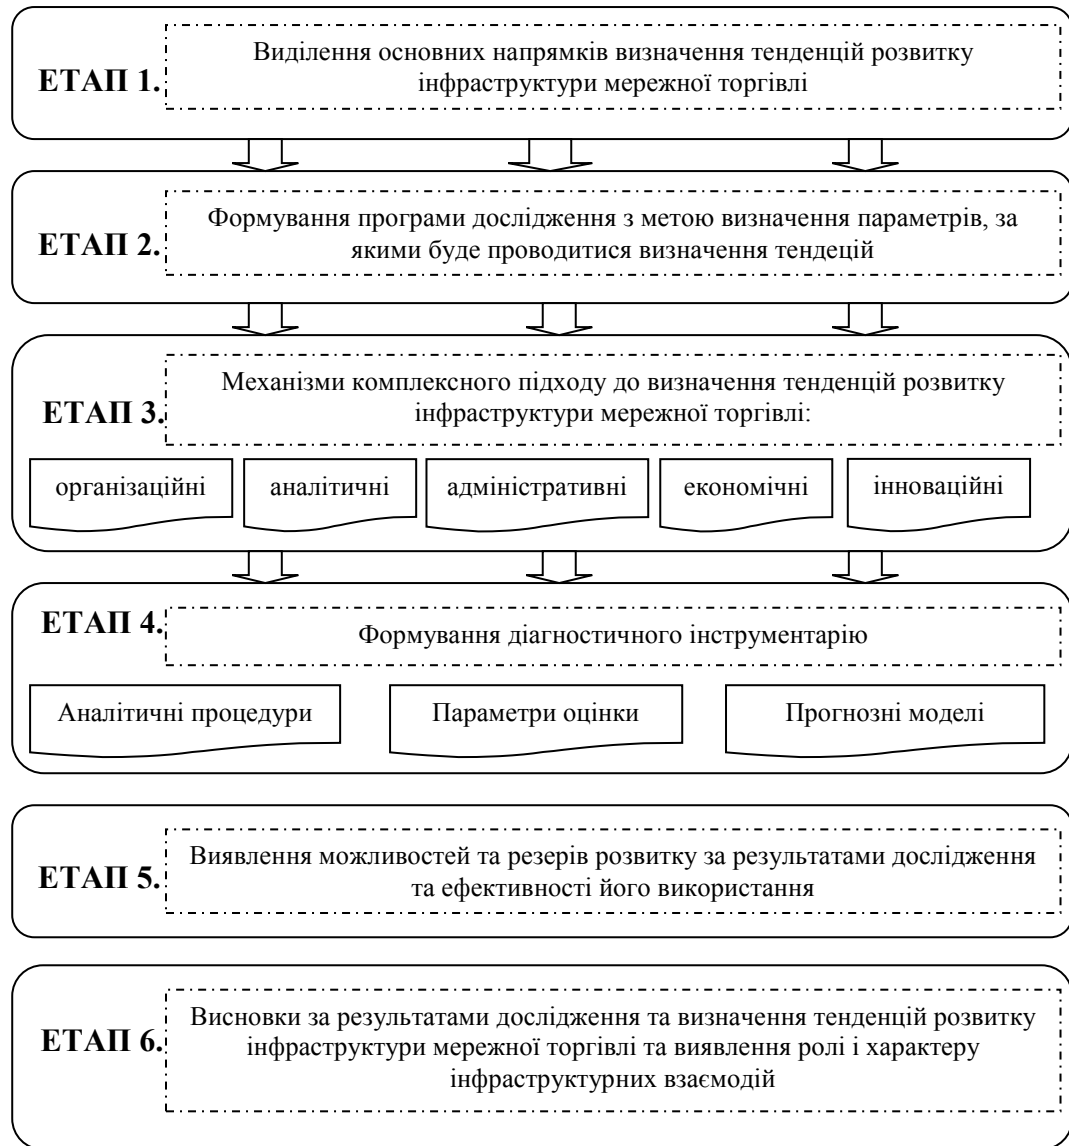 ЕТАП 1.
Виділення основних напрямків визначення тенденцій розвитку
інфраструктури мережної торгівлі
ЕТАП 2.
Формування програми дослідження з метою визначення параметрів, за
якими буде проводитися визначення тендецій
ЕТАП 3.
Механізми комплексного підходу до визначення тенденцій розвитку
інфраструктури мережної торгівлі:
організаційні
аналітичні
адміністративні
економічні
інноваційні
ЕТАП 4.
Формування діагностичного інструментарію
Аналітичні процедури
Параметри оцінки
Прогнозні моделі
ЕТАП 5.
Виявлення можливостей та резерів розвитку за результатами дослідження
та ефективності його використання
ЕТАП 6.
Висновки за результатами дослідження та визначення тенденцій розвитку
інфраструктури мережної торгівлі та виявлення ролі і характеру
інфраструктурних взаємодій